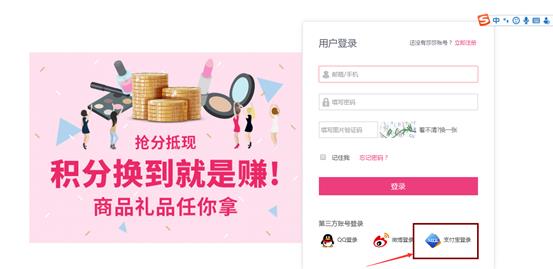 中
用户登录
还没有莎莎账号? 立即注册
邮箱/手机
填写密码
填写图片验证码
看不清?换一张
记住我
忘记密码?
登录
第三方账号登录
QQ登录
微博登录
支付宝登录
抢分抵现
积分换到就是赚!
商品礼品任你拿